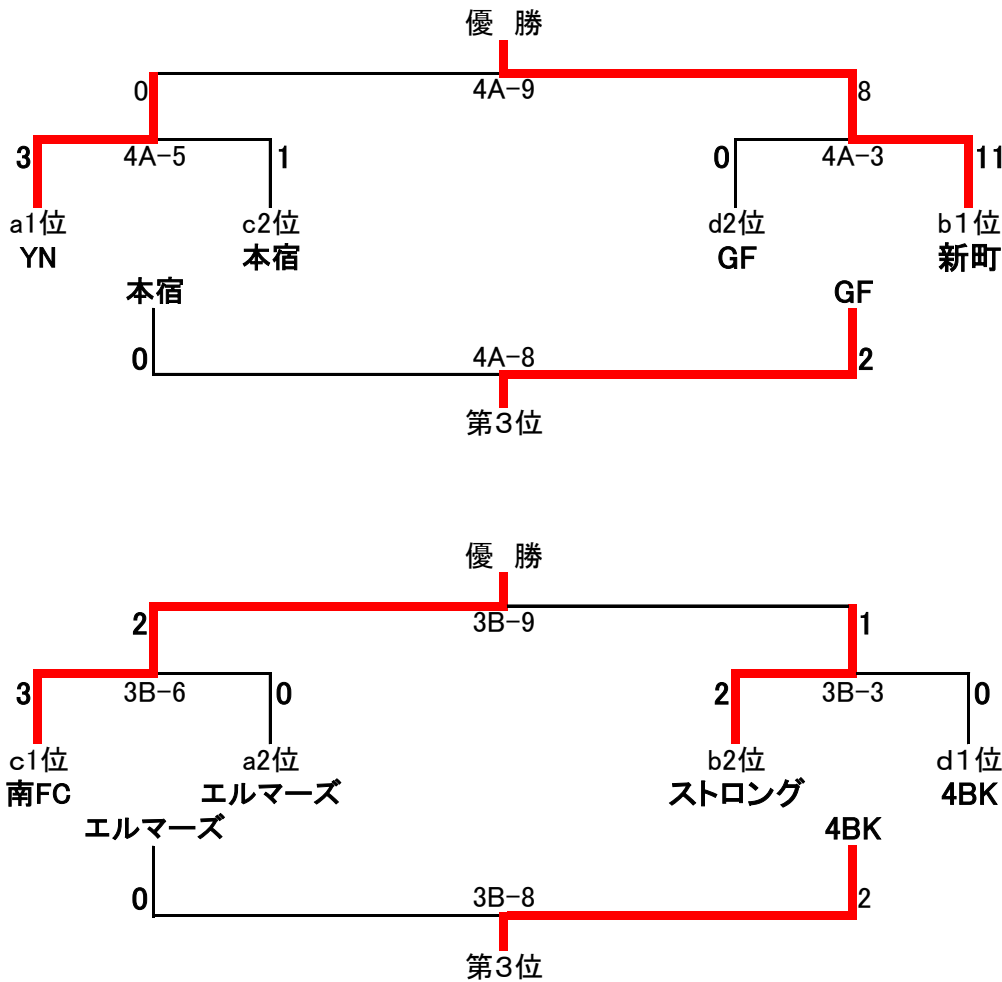 優 勝
0 4A-9 8
3 4A-5 1 0 4A-3 11
a1位 c2位 d2位 b1位
YN 本宿 GF 新町
本宿 GF
0 4A-8 2
第3位
優 勝
2 3B-9 1
3 3B-6 0 2 3B-3 0
c1位 a2位 b2位 d1位
南FC エルマーズ ストロング 4BK
エルマーズ 4BK
0 3B-8 2
第3位